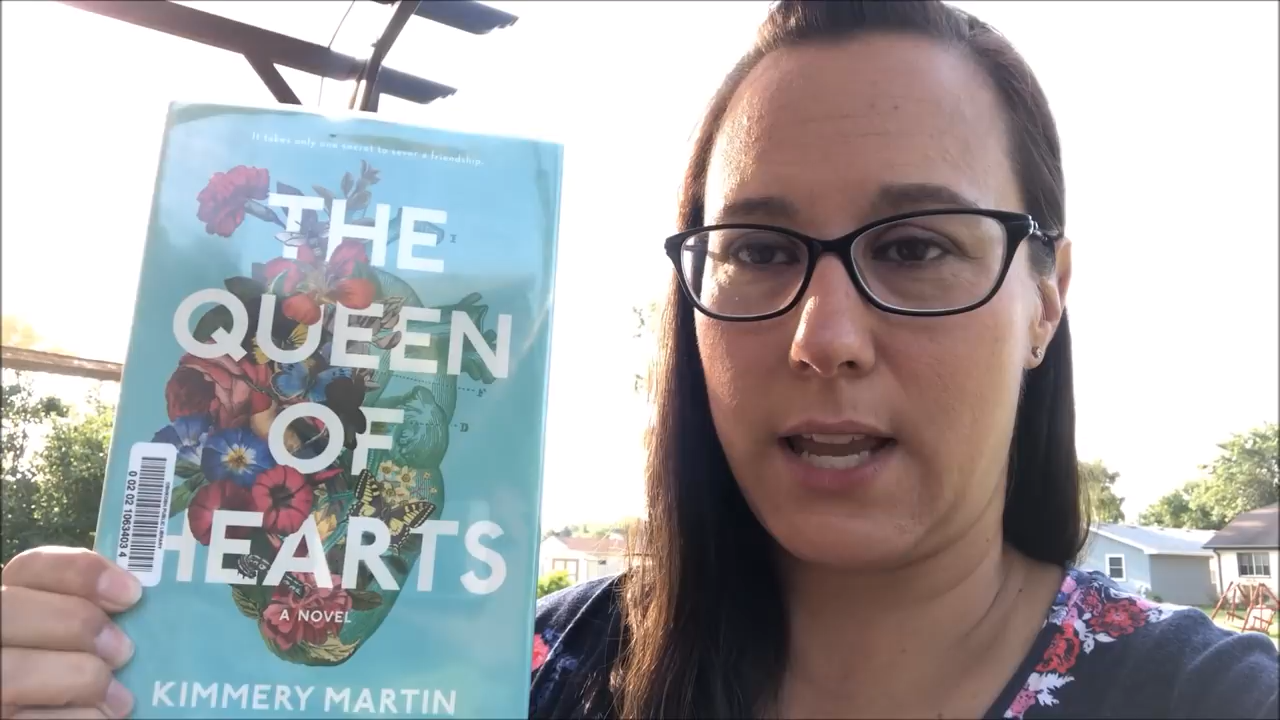 It takes only one secret to sever a friendship.
THE
QUEEN
OF
HEARTS
A NOVEL
KIMMERY MARTIN
0 02 02 1063403 4